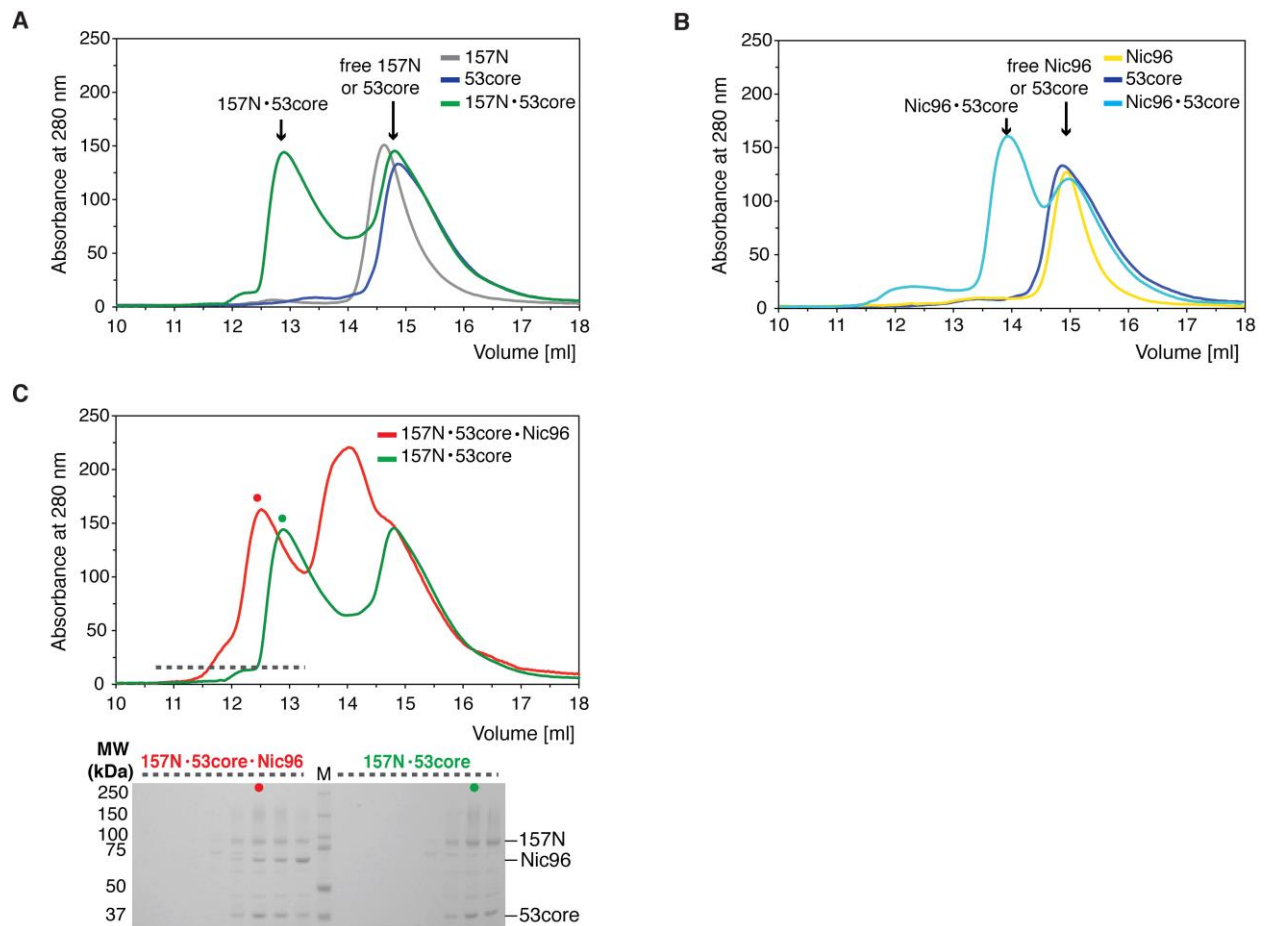 A
250
200
150
100
50
0
Absorbance at 280 nm
157N•53core
free 157N
or 53core
157N
53core
157N•53core
10 11 12 13 14 15 16 17 18
Volume [ml]
B
250
200
150
100
50
0
Absorbance at 280 nm
Nic96•53core
free Nic96
or 53core
Nic96
53core
Nic96•53core
10 11 12 13 14 15 16 17 18
Volume [ml]
C
250
200
150
100
50
0
Absorbance at 280 nm
157N•53core•Nic96
157N•53core
10 11 12 13 14 15 16 17 18
Volume [ml]
MW
(kDa)
157N•53core•Nic96
M
157N•53core
250
150
100
75
50
37
157N
Nic96
53core